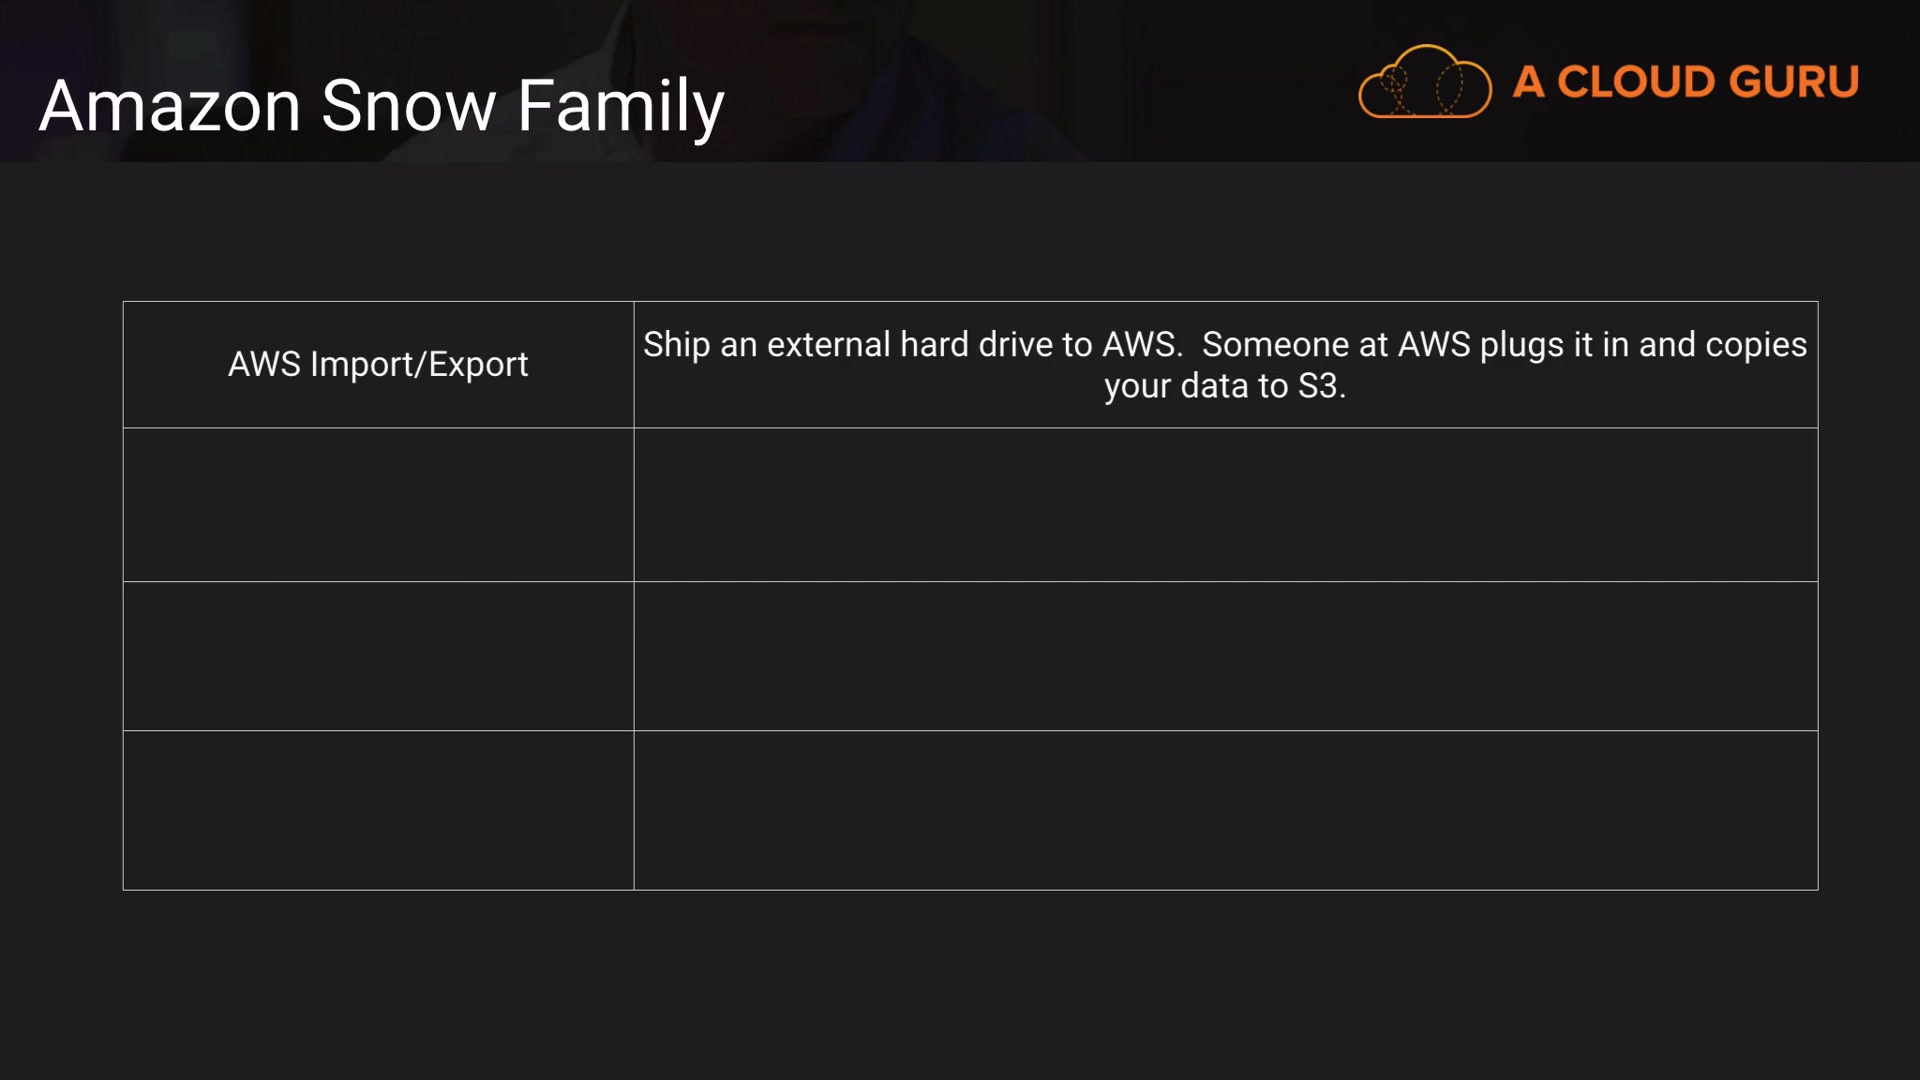 Amazon Snow Family
A CLOUD GURU
AWS Import/Export
Ship an external hard drive to AWS.  Someone at AWS plugs it in and copies
your data to S3.